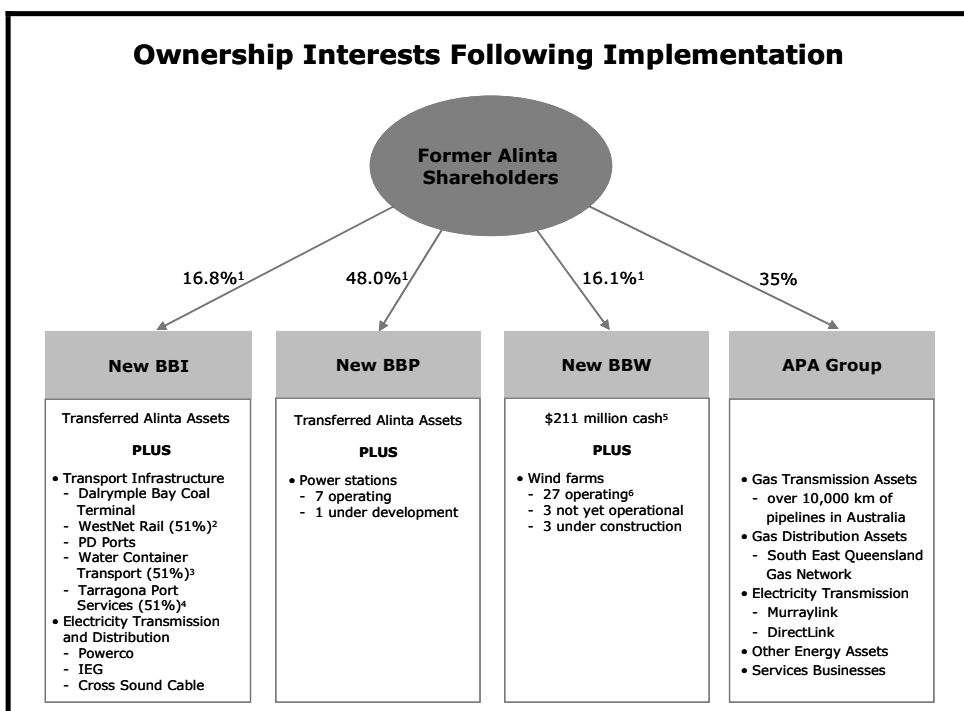 Ownership Interests Following Implementation
Former Alinta
Shareholders
16.8%¹
48.0%¹
16.1%¹
35%
New BBI
Transferred Alinta Assets
PLUS
• Transport Infrastructure
- Dalrymple Bay Coal
Terminal
- WestNet Rail (51%)²
- PD Ports
- Water Container
Transport (51%)³
- Tarragona Port
Services (51%)⁴
• Electricity Transmission
and Distribution
- Powerco
- IEG
- Cross Sound Cable
New BBP
Transferred Alinta Assets
PLUS
• Power stations
- 7 operating
- 1 under development
New BBW
$211 million cash⁵
PLUS
• Wind farms
- 27 operating⁶
- 3 not yet operational
- 3 under construction
APA Group
• Gas Transmission Assets
- over 10,000 km of
pipelines in Australia
• Gas Distribution Assets
- South East Queensland
Gas Network
• Electricity Transmission
- Murraylink
- DirectLink
• Other Energy Assets
• Services Businesses